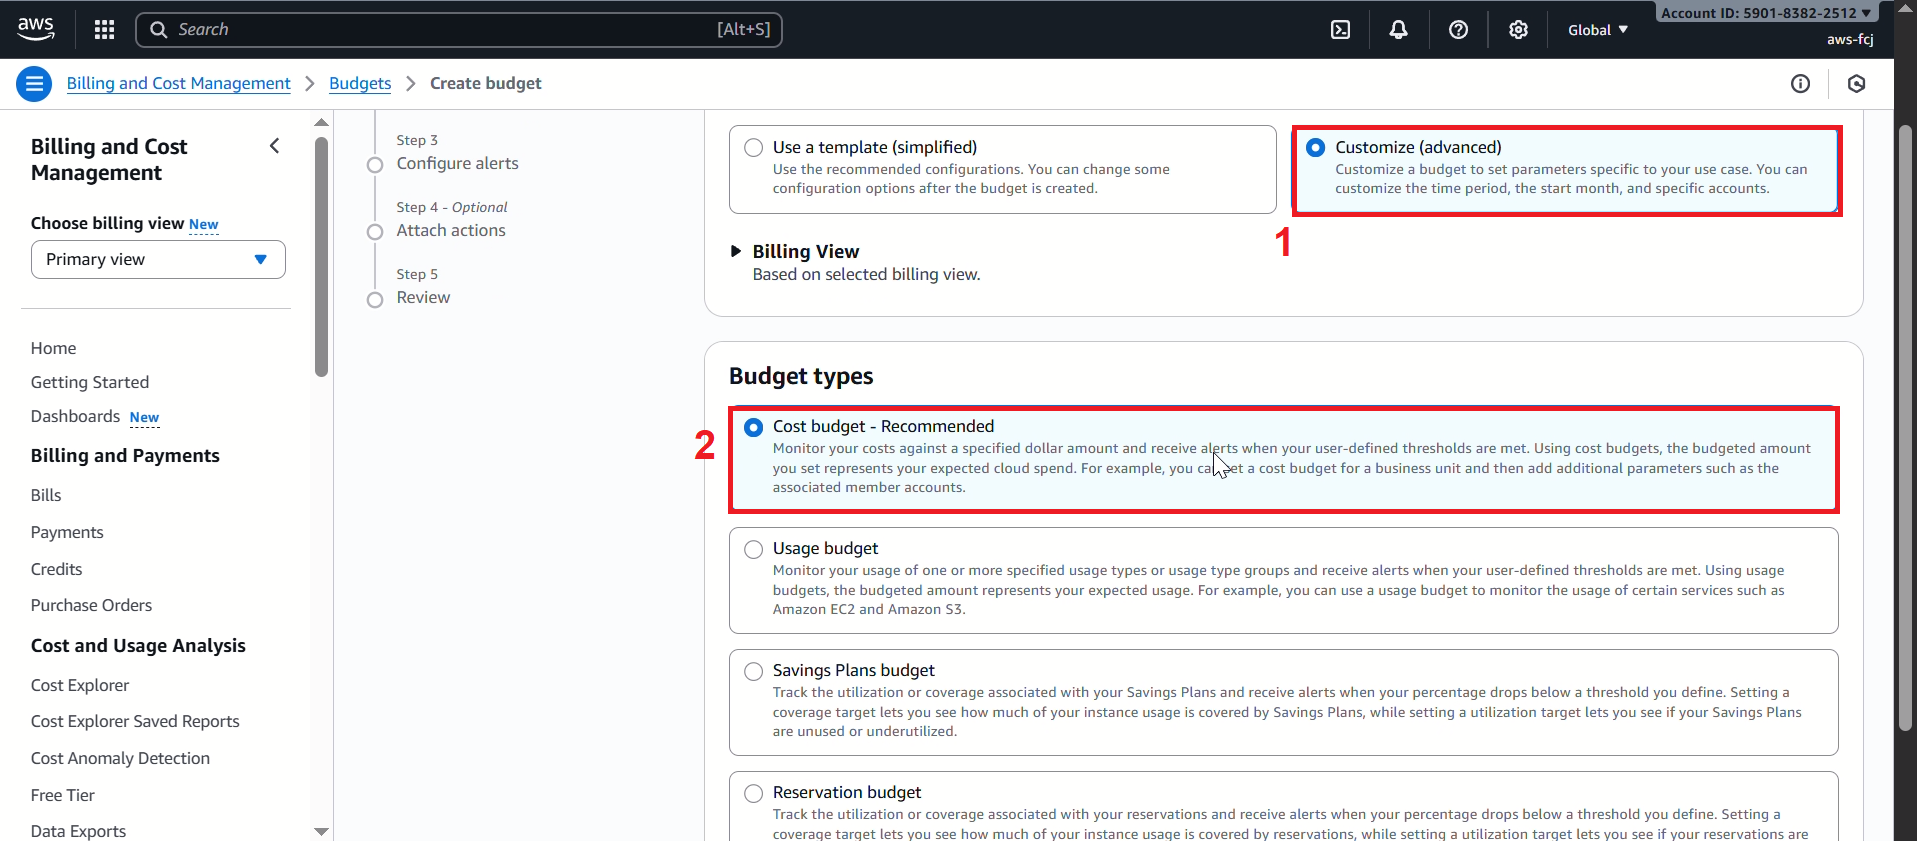 aws
Search
[Alt+S]
Global
Account ID: 5901-8382-2512
aws-fcj
Billing and Cost Management
Budgets
Create budget
Billing and Cost
Management
Choose billing view New
Primary view
Home
Getting Started
Dashboards New
Billing and Payments
Bills
Payments
Credits
Purchase Orders
Cost and Usage Analysis
Cost Explorer
Cost Explorer Saved Reports
Cost Anomaly Detection
Free Tier
Data Exports
Step 3
Configure alerts
Step 4 - Optional
Attach actions
Step 5
Review
Use a template (simplified)
Use the recommended configurations. You can change some
configuration options after the budget is created.
Customize (advanced)
Customize a budget to set parameters specific to your use case. You can
customize the time period, the start month, and specific accounts.
1
Billing View
Based on selected billing view.
Budget types
2
Cost budget - Recommended
Monitor your costs against a specified dollar amount and receive alerts when your user-defined thresholds are met. Using cost budgets, the budgeted amount
you set represents your expected cloud spend. For example, you can set a cost budget for a business unit and then add additional parameters such as the
associated member accounts.
Usage budget
Monitor your usage of one or more specified usage types or usage type groups and receive alerts when your user-defined thresholds are met. Using usage
budgets, the budgeted amount represents your expected usage. For example, you can use a usage budget to monitor the usage of certain services such as
Amazon EC2 and Amazon S3.
Savings Plans budget
Track the utilization or coverage associated with your Savings Plans and receive alerts when your percentage drops below a threshold you define. Setting a
coverage target lets you see how much of your instance usage is covered by Savings Plans, while setting a utilization target lets you see if your Savings Plans
are unused or underutilized.
Reservation budget
Track the utilization or coverage associated with your reservations and receive alerts when your percentage drops below a threshold you define. Setting a
coverage target lets you see how much of your instance usage is covered by reservations, while setting a utilization target lets you see if your reservations are